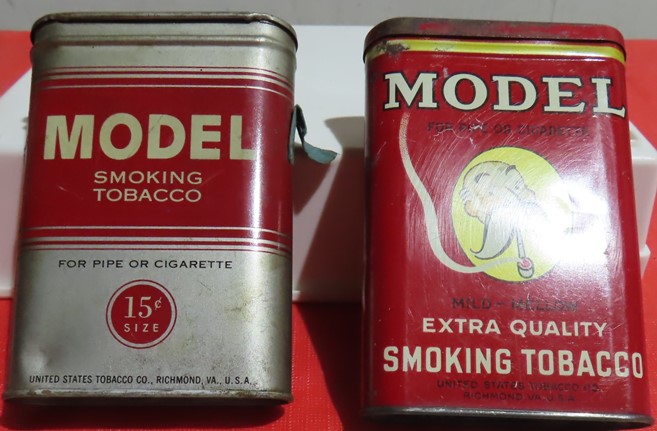 MODEL
SMOKING
TOBACCO
FOR PIPE OR CIGARETTE
15¢
SIZE
UNITED STATES TOBACCO CO., RICHMOND, VA., U.S.A.
MODEL
FOR PIPE OR CIGARETTE
MILD - MELLOW
EXTRA QUALITY
SMOKING TOBACCO
UNITED STATES TOBACCO CO.
RICHMOND, VA. U.S.A.